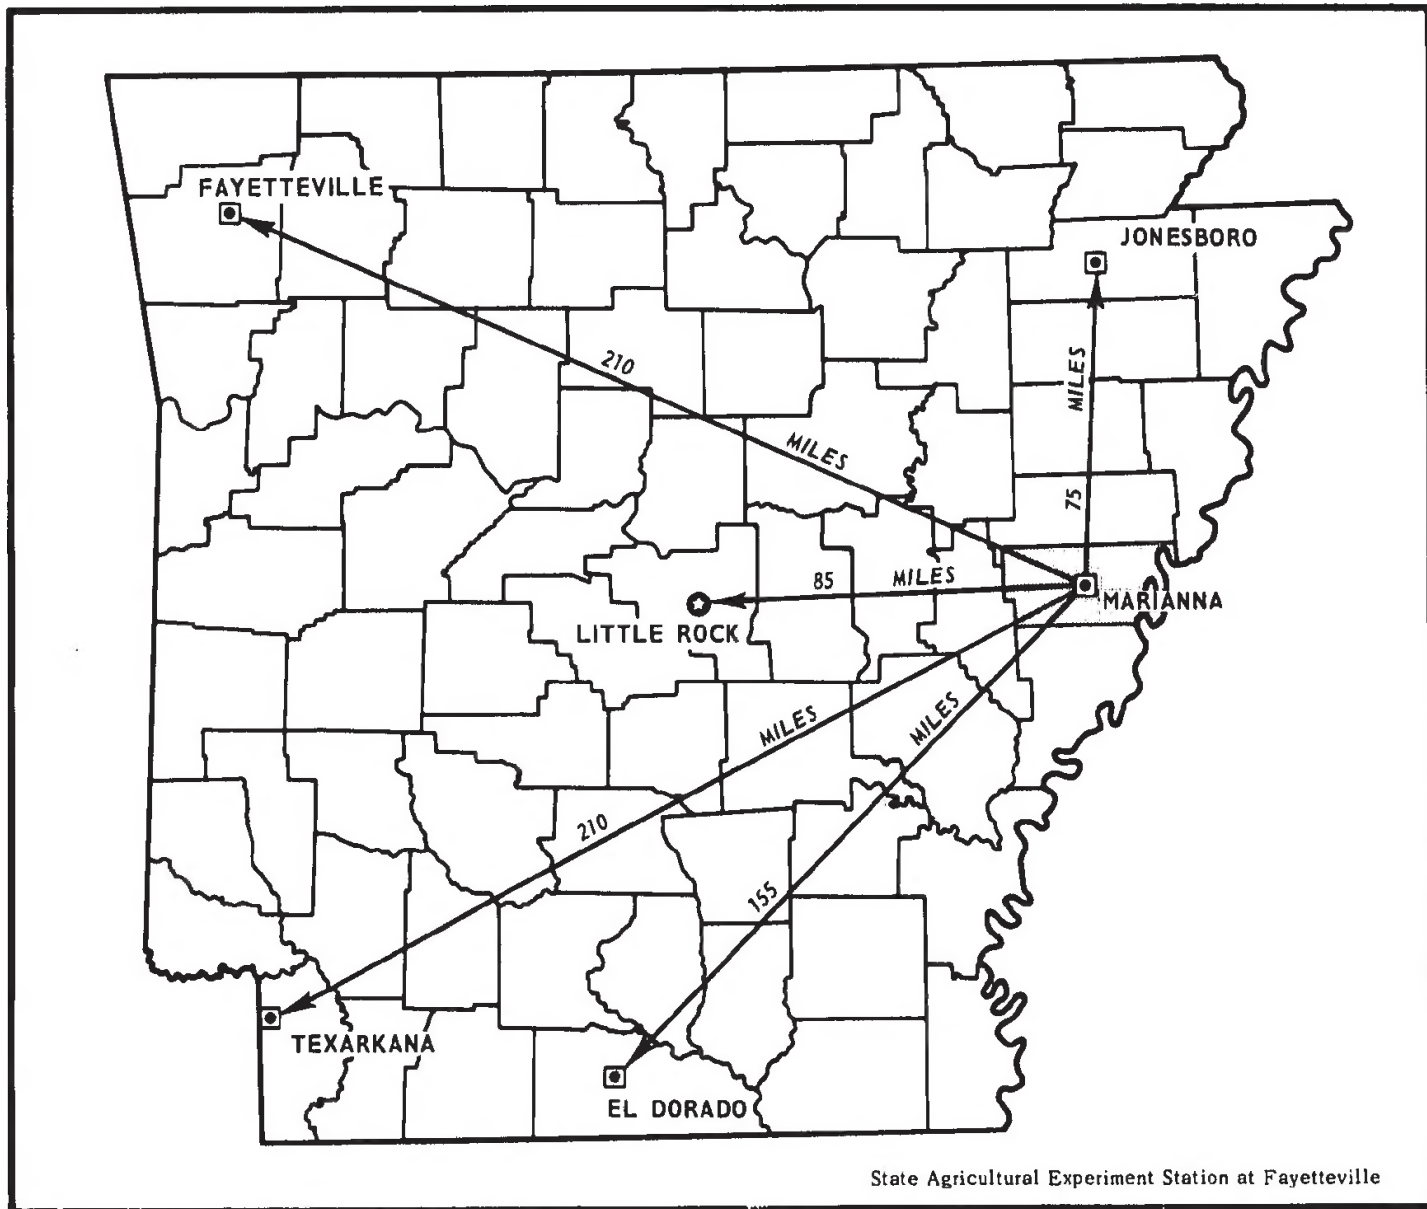 FAYETTEVILLE
JONESBORO
210 MILES
75 MILES
85 MILES
MARIANNA
LITTLE ROCK
210 MILES
155 MILES
TEXARKANA
EL DORADO
State Agricultural Experiment Station at Fayetteville